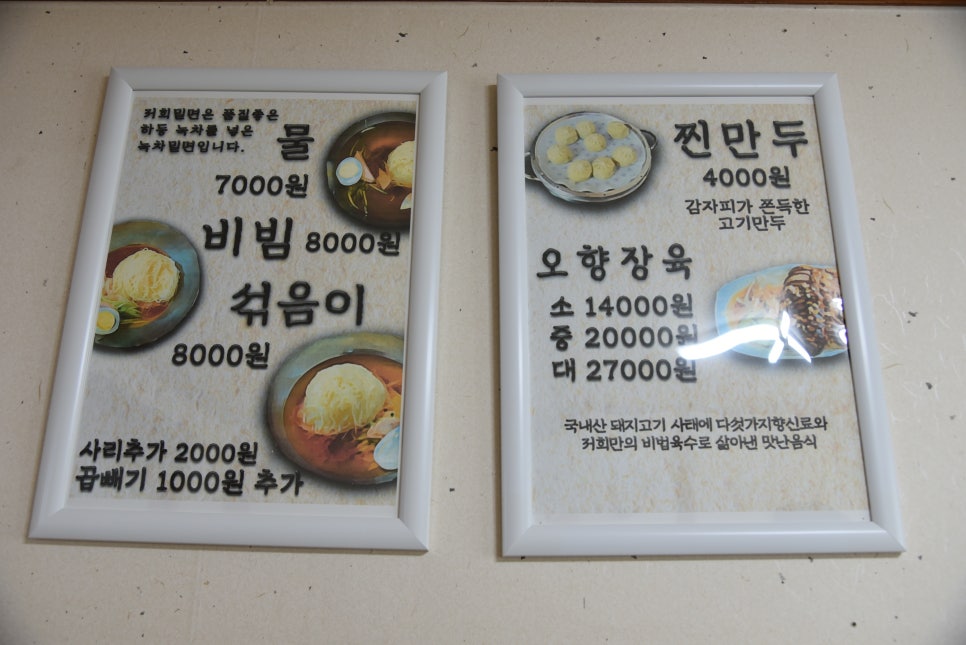 커희밀면은 품질좋은
하동 녹차를 넣은
녹차밀면입니다.
물
7000원
비빔 8000원
섞음이
8000원
사리추가 2000원
곱빼기 1000원 추가
찐만두
4000원
감자피가 쫀득한
고기만두
오향장육
소 14000원
중 20000원
대 27000원
국내산 돼지고기 사태에 다섯가지향신료와
커희만의 비법육수로 삶아낸 맛난음식